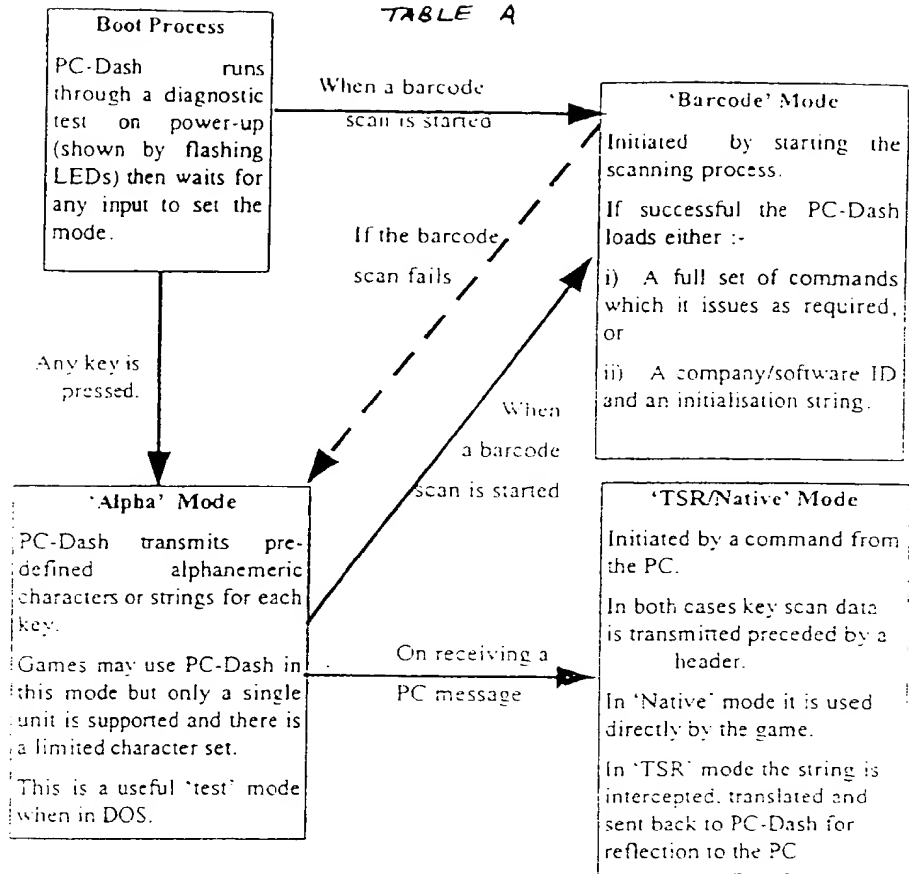 TABLE A
Boot Process
PC-Dash runs
through a diagnostic
test on power-up
(shown by flashing
LEDs) then waits for
any input to set the
mode.
When a barcode
scan is started
'Barcode' Mode
Initiated by starting the
scanning process.
If successful the PC-Dash
loads either :-
i) A full set of commands
which it issues as required,
or
ii) A company/software ID
and an initialisation string.
If the barcode
scan fails
Any key is
pressed.
When
a barcode
scan is started
'Alpha' Mode
PC-Dash transmits pre-
defined alphanemeric
characters or strings for each
key.
Games may use PC-Dash in
this mode but only a single
unit is supported and there is
a limited character set.
This is a useful 'test' mode
when in DOS.
On receiving a
PC message
'TSR/Native' Mode
Initiated by a command from
the PC.
In both cases key scan data
is transmitted preceded by a
header.
In 'Native' mode it is used
directly by the game.
In 'TSR' mode the string is
intercepted, translated and
sent back to PC-Dash for
reflection to the PC